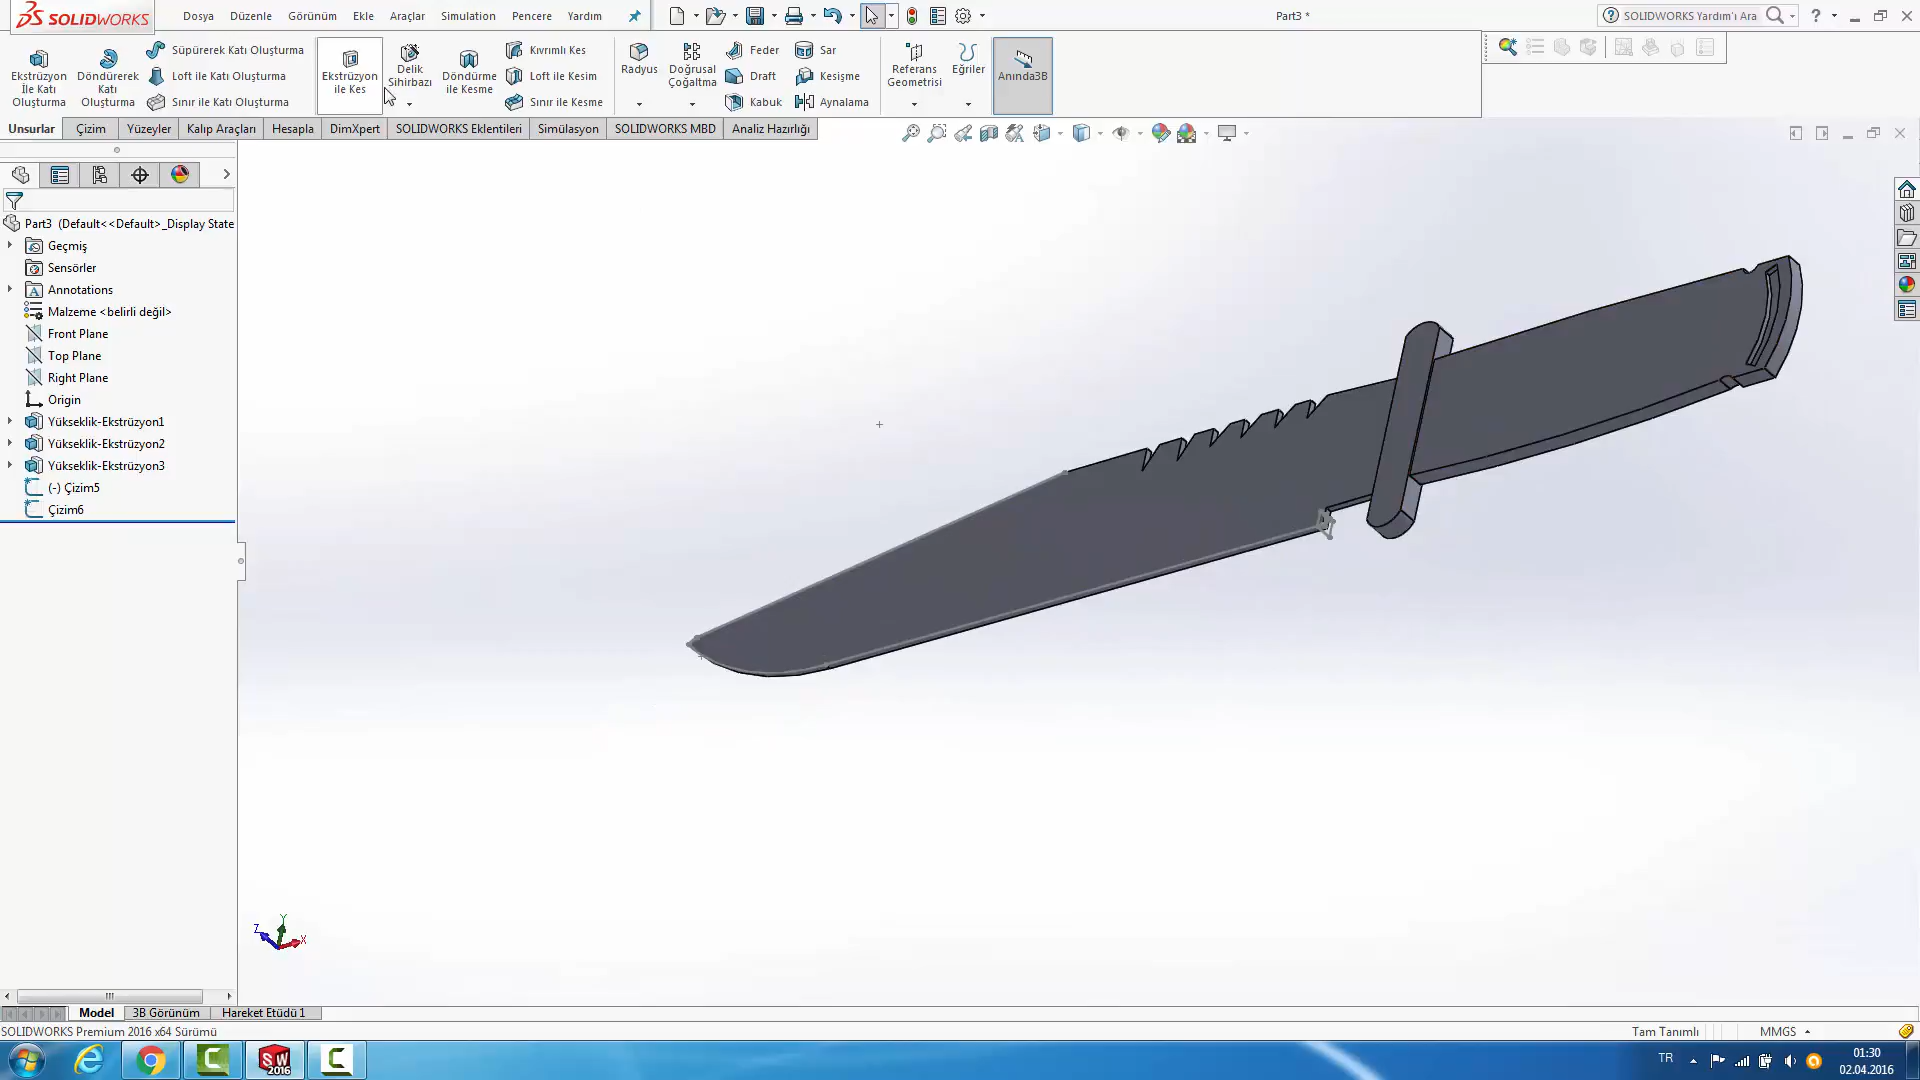 SOLIDWORKS
Dosya Düzenle Görünüm Ekle Araçlar Simulation Pencere Yardım
Part3 *
SOLIDWORKS Yardım'ı Ara
Ekstrüzyon İle Katı Oluşturma
Döndürerek Katı Oluşturma
Süpürerek Katı Oluşturma
Loft ile Katı Oluşturma
Sınır ile Katı Oluşturma
Ekstrüzyon ile Kes
Delik Sihirbazı
Döndürme ile Kesme
Kıvrımlı Kes
Loft ile Kesim
Sınır ile Kesme
Radyus
Doğrusal Çoğaltma
Feder
Draft
Kabuk
Sar
Kesişme
Aynalama
Referans Geometrisi
Eğriler
Anında3B
Unsurlar Çizim Yüzeyler Kalıp Araçları Hesapla DimXpert SOLIDWORKS Eklentileri Simülasyon SOLIDWORKS MBD Analiz Hazırlığı
Part3 (Default<<Default>_Display State
Geçmiş
Sensörler
Annotations
Malzeme <belirli değil>
Front Plane
Top Plane
Right Plane
Origin
Yükseklik-Ekstrüzyon1
Yükseklik-Ekstrüzyon2
Yükseklik-Ekstrüzyon3
(-) Çizim5
Çizim6
Y
Z
X
Model 3B Görünüm Hareket Etüdü 1
SOLIDWORKS Premium 2016 x64 Sürümü
Tam Tanımlı
MMGS
SW 2016
TR
01:30
02.04.2016